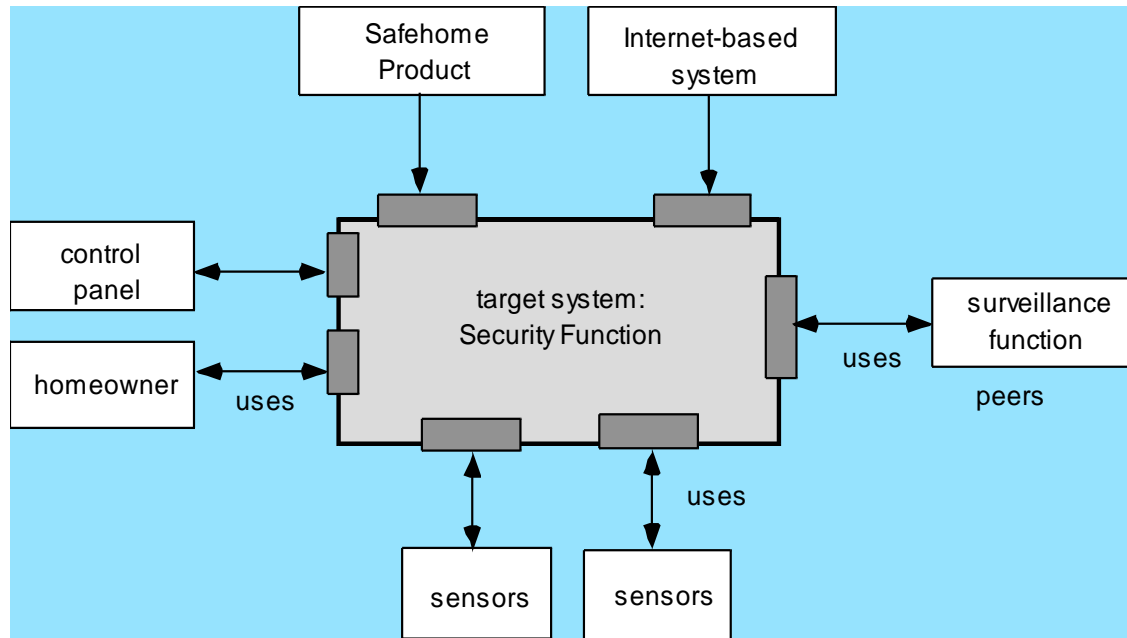 Safehome
Product
Internet-based
system
control
panel
target system:
Security Function
surveillance
function
homeowner
uses
uses
peers
uses
sensors
sensors